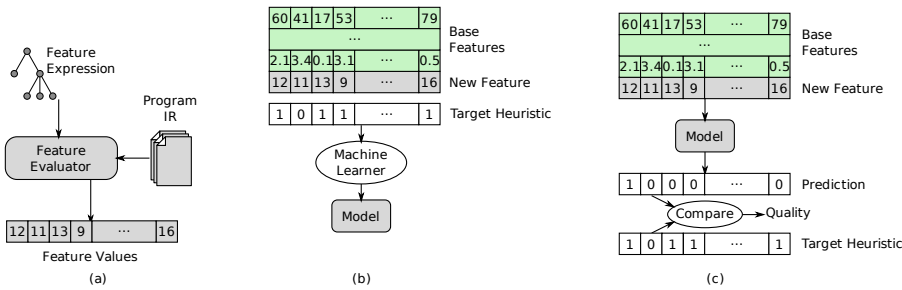 Feature
Expression
Program
IR
Feature
Evaluator
12 11 13 9 ... 16
Feature Values
(a)
60 41 17 53 ... 79
...
2.1 3.4 0.1 3.1 ... 0.5
12 11 13 9 ... 16
Base
Features
New Feature
1 0 1 1 ... 1
Target Heuristic
Machine
Learner
Model
(b)
60 41 17 53 ... 79
...
2.1 3.4 0.1 3.1 ... 0.5
12 11 13 9 ... 16
Base
Features
New Feature
Model
1 0 0 0 ... 0
Prediction
Compare
Quality
1 0 1 1 ... 1
Target Heuristic
(c)